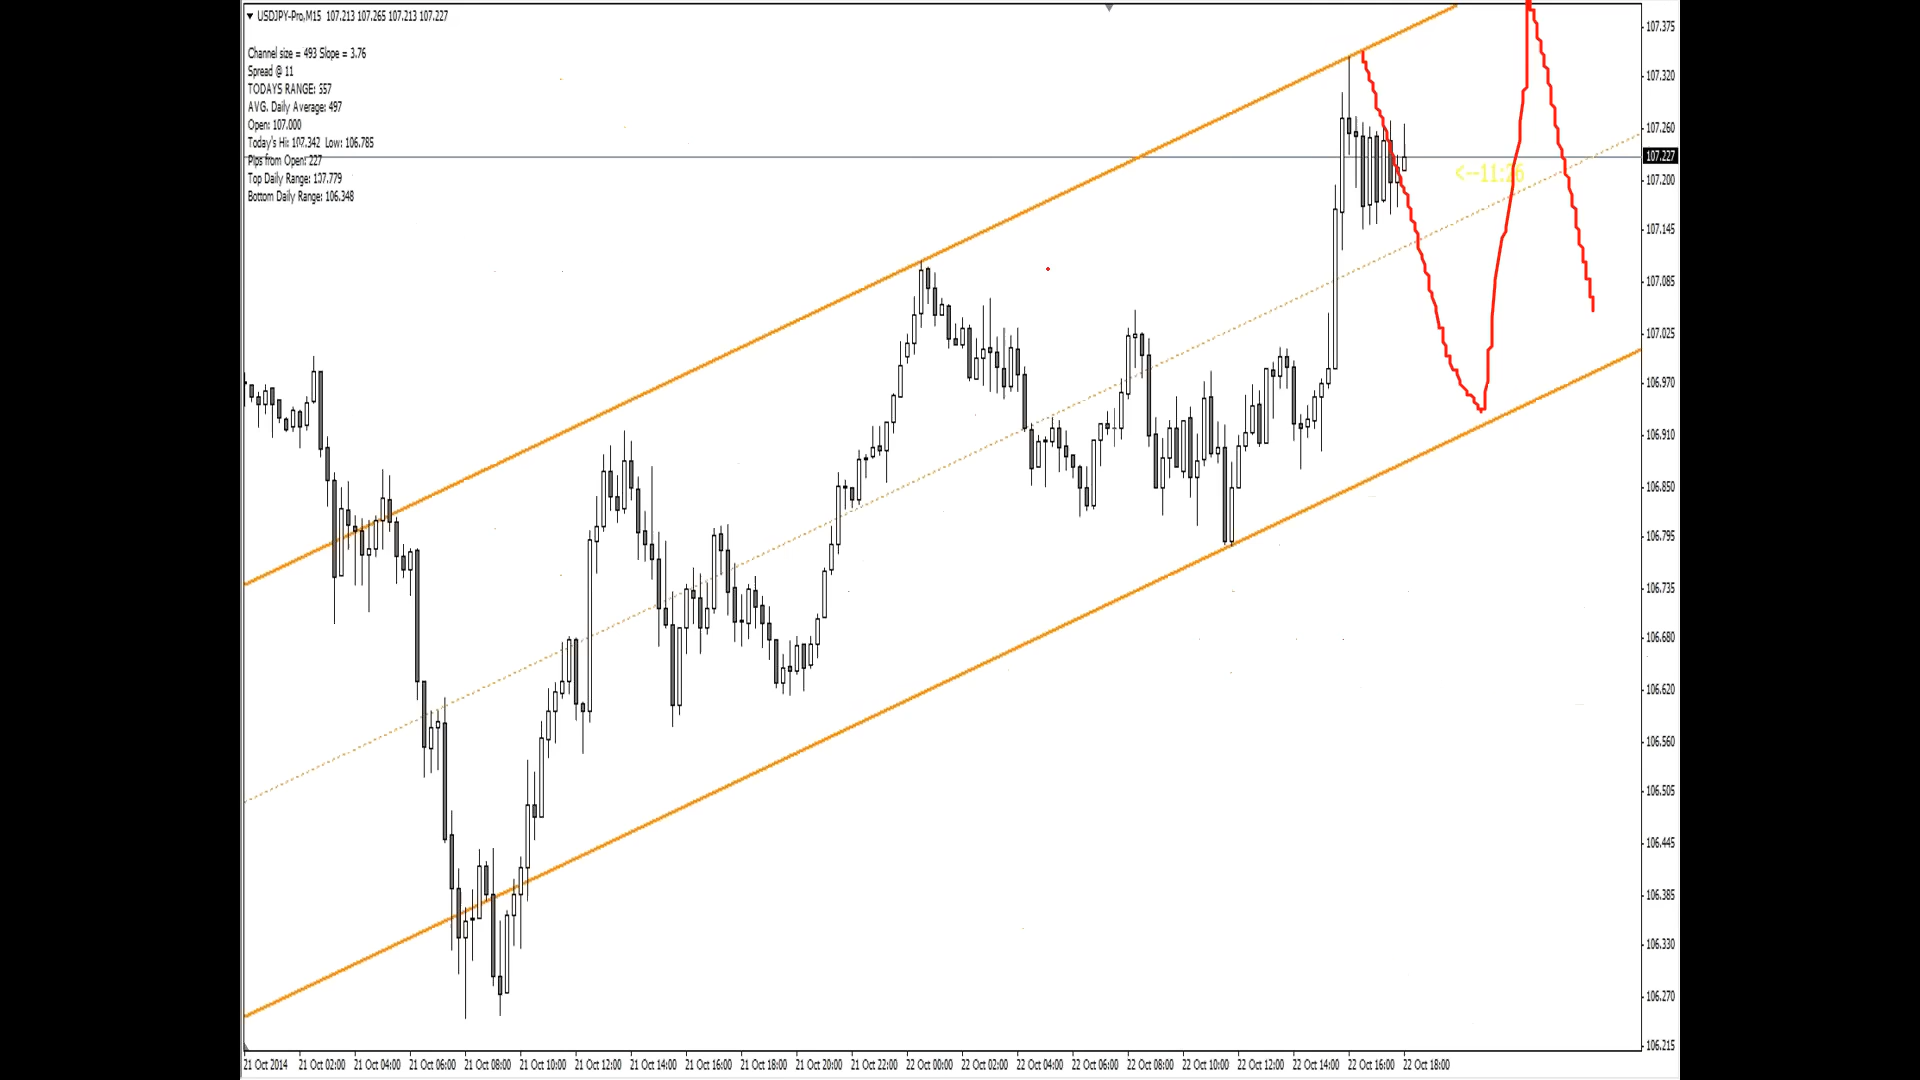 USDJPY-Pro,M15 107.213 107.265 107.213 107.227
Channel size = 493 Slope = 3.76
Spread @ 11
TODAYS RANGE: 557
AVG. Daily Average: 497
Open: 107.000
Today's Hi: 107.342 Low: 106.785
Pips from Open: 227
Top Daily Range: 107.779
Bottom Daily Range: 106.348
<--11:26
107.375
107.320
107.260
107.227
107.200
107.145
107.085
107.025
106.970
106.910
106.850
106.795
106.735
106.680
106.620
106.560
106.505
106.445
106.385
106.330
106.270
106.215
21 Oct 2014 21 Oct 02:00 21 Oct 04:00 21 Oct 06:00 21 Oct 08:00 21 Oct 10:00 21 Oct 12:00 21 Oct 14:00 21 Oct 16:00 21 Oct 18:00 21 Oct 20:00 21 Oct 22:00 22 Oct 00:00 22 Oct 02:00 22 Oct 04:00 22 Oct 06:00 22 Oct 08:00 22 Oct 10:00 22 Oct 12:00 22 Oct 14:00 22 Oct 16:00 22 Oct 18:00